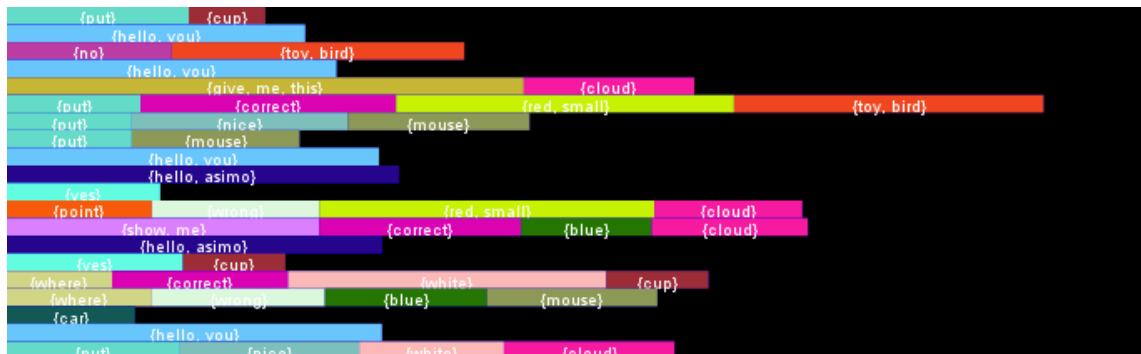 {put} {cup}
{hello, you}
{no} {toy, bird}
{hello, you}
{give, me, this} {cloud}
{put} {correct} {red, small} {toy, bird}
{put} {nice} {mouse}
{put} {mouse}
{hello, you}
{hello, asimo}
{yes}
{point} {wrong} {red, small} {cloud}
{show, me} {correct} {blue} {cloud}
{hello, asimo}
{yes} {cup}
{where} {correct} {white} {cup}
{where} {wrong} {blue} {mouse}
{car}
{hello, you}
{put} {nice} {white} {cloud}